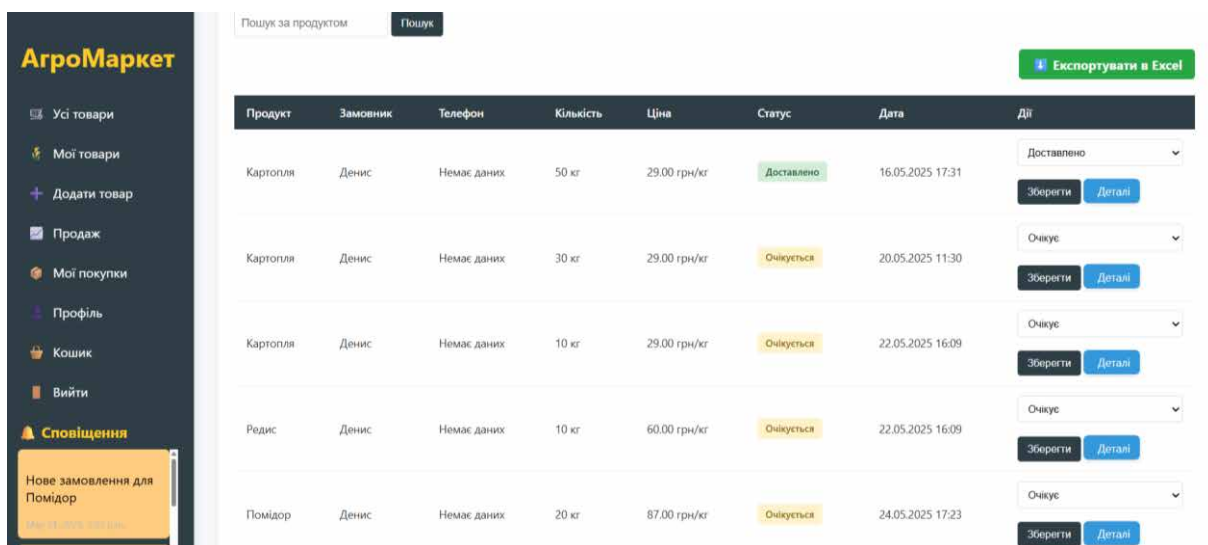 Пошук за продуктом Пошук
АгроМаркет
Експортувати в Excel
Усі товари
Мої товари
Додати товар
Продаж
Мої покупки
Профіль
Кошик
Вийти
Сповіщення
Нове замовлення для
Помідор
Продукт Замовник Телефон Кількість Ціна Статус Дата Дії
Картопля Денис Немає даних 50 кг 29.00 грн/кг Доставлено 16.05.2025 17:31 Доставлено
Зберегти Деталі
Картопля Денис Немає даних 30 кг 29.00 грн/кг Очікується 20.05.2025 11:30 Очікує
Зберегти Деталі
Картопля Денис Немає даних 10 кг 29.00 грн/кг Очікується 22.05.2025 16:09 Очікує
Зберегти Деталі
Редис Денис Немає даних 10 кг 60.00 грн/кг Очікується 22.05.2025 16:09 Очікує
Зберегти Деталі
Помідор Денис Немає даних 20 кг 87.00 грн/кг Очікується 24.05.2025 17:23 Очікує
Зберегти Деталі